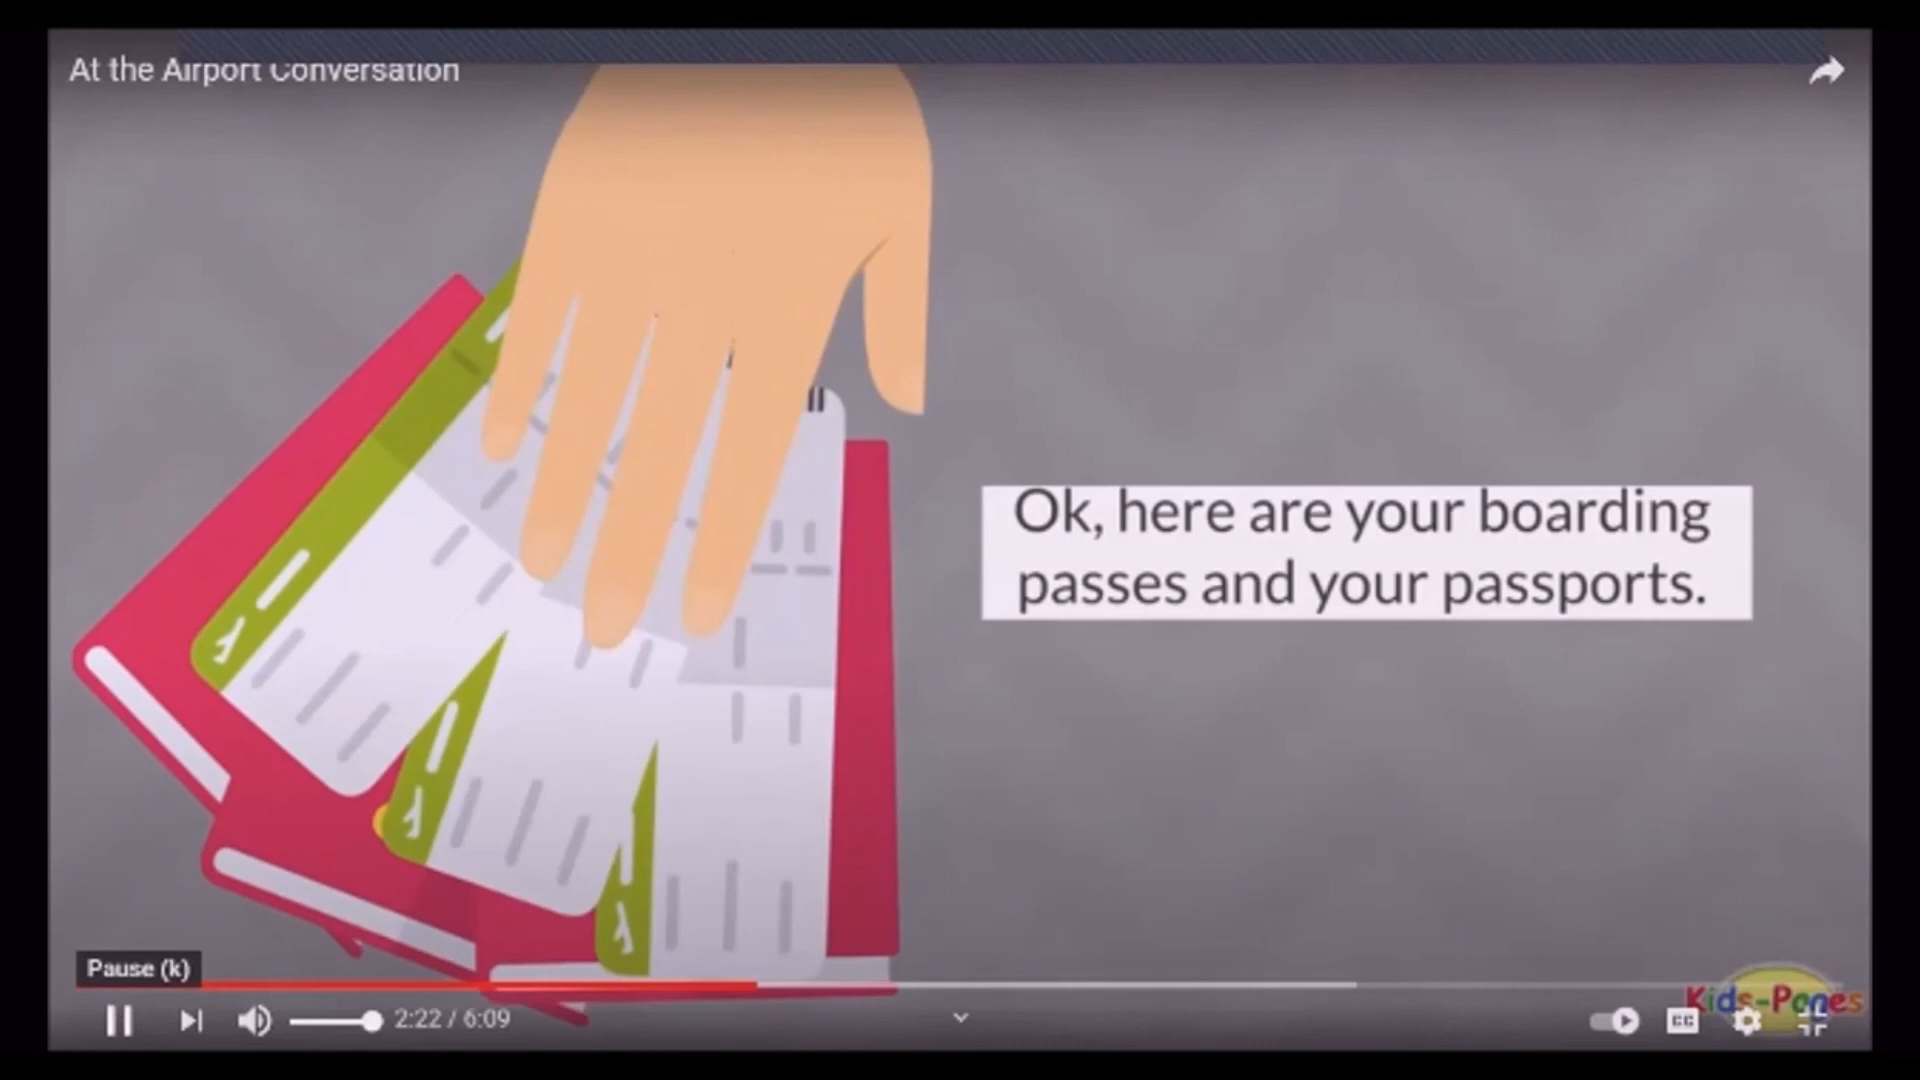 At the Airport Conversation
Ok, here are your boarding
passes and your passports.
Pause (k)
Kids-Pages
2:22 / 6:09
CC